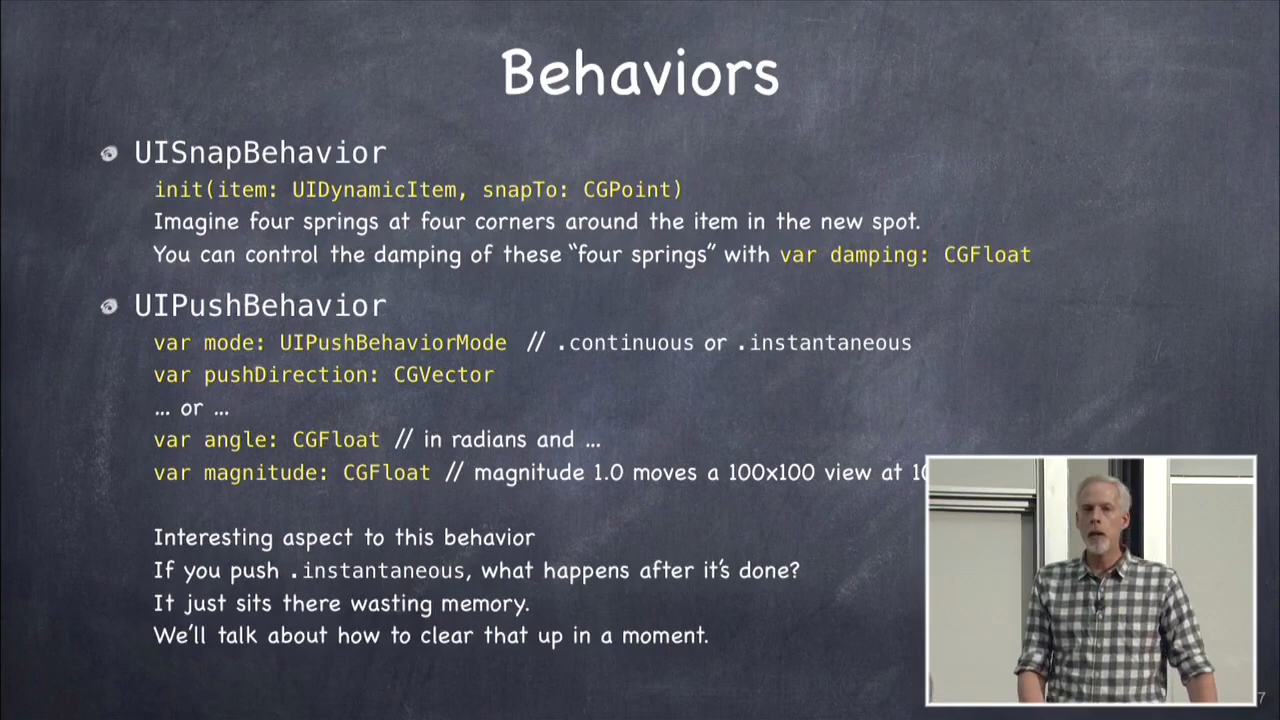 Behaviors
UISnapBehavior
init(item: UIDynamicItem, snapTo: CGPoint)
Imagine four springs at four corners around the item in the new spot.
You can control the damping of these “four springs” with var damping: CGFloat
UIPushBehavior
var mode: UIPushBehaviorMode // .continuous or .instantaneous
var pushDirection: CGVector
... or ...
var angle: CGFloat // in radians and ...
var magnitude: CGFloat // magnitude 1.0 moves a 100x100 view at
Interesting aspect to this behavior
If you push .instantaneous, what happens after it’s done?
It just sits there wasting memory.
We’ll talk about how to clear that up in a moment.